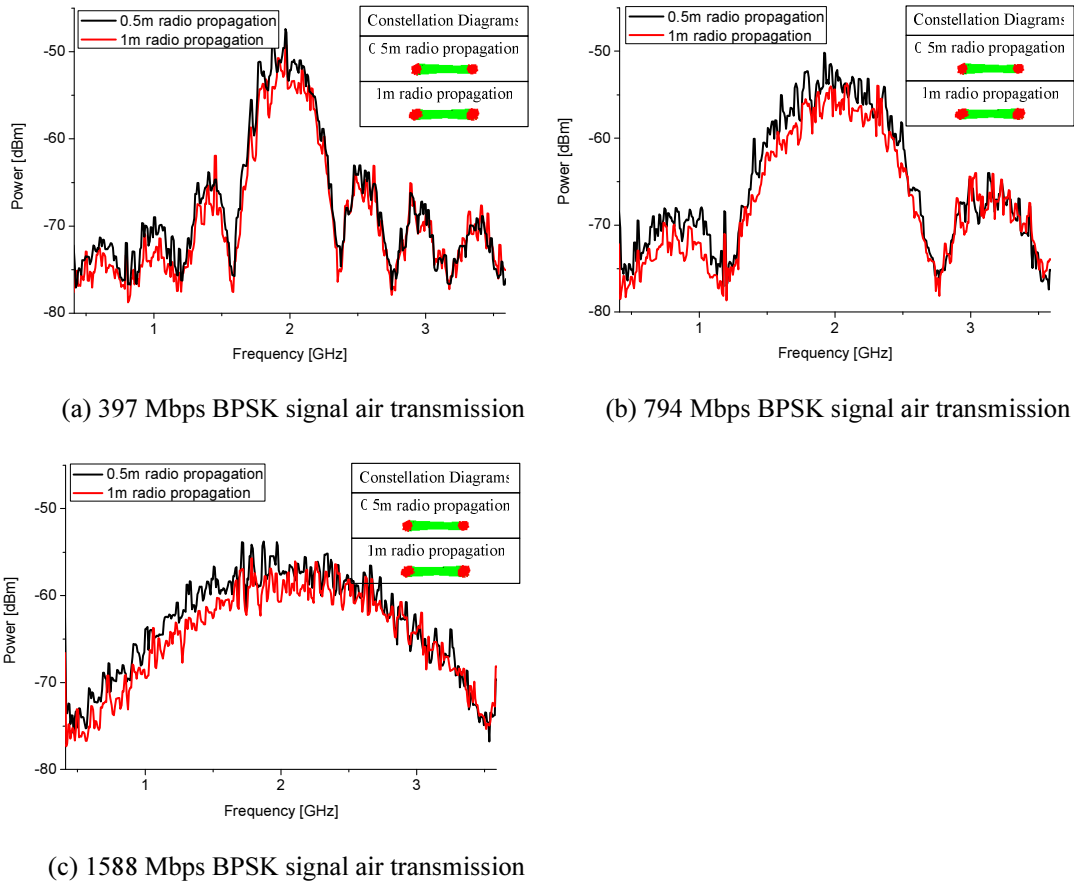 0.5m radio propagation
1m radio propagation
Constellation Diagrams
0 5m radio propagation
1m radio propagation
-50
-60
-70
-80
Power [dBm]
1
2
3
Frequency [GHz]
(a) 397 Mbps BPSK signal air transmission
0.5m radio propagation
1m radio propagation
Constellation Diagrams
0 5m radio propagation
1m radio propagation
-50
-60
-70
-80
Power [dBm]
1
2
3
Frequency [GHz]
(b) 794 Mbps BPSK signal air transmission
0.5m radio propagation
1m radio propagation
Constellation Diagrams
0 5m radio propagation
1m radio propagation
-50
-60
-70
-80
Power [dBm]
1
2
3
Frequency [GHz]
(c) 1588 Mbps BPSK signal air transmission